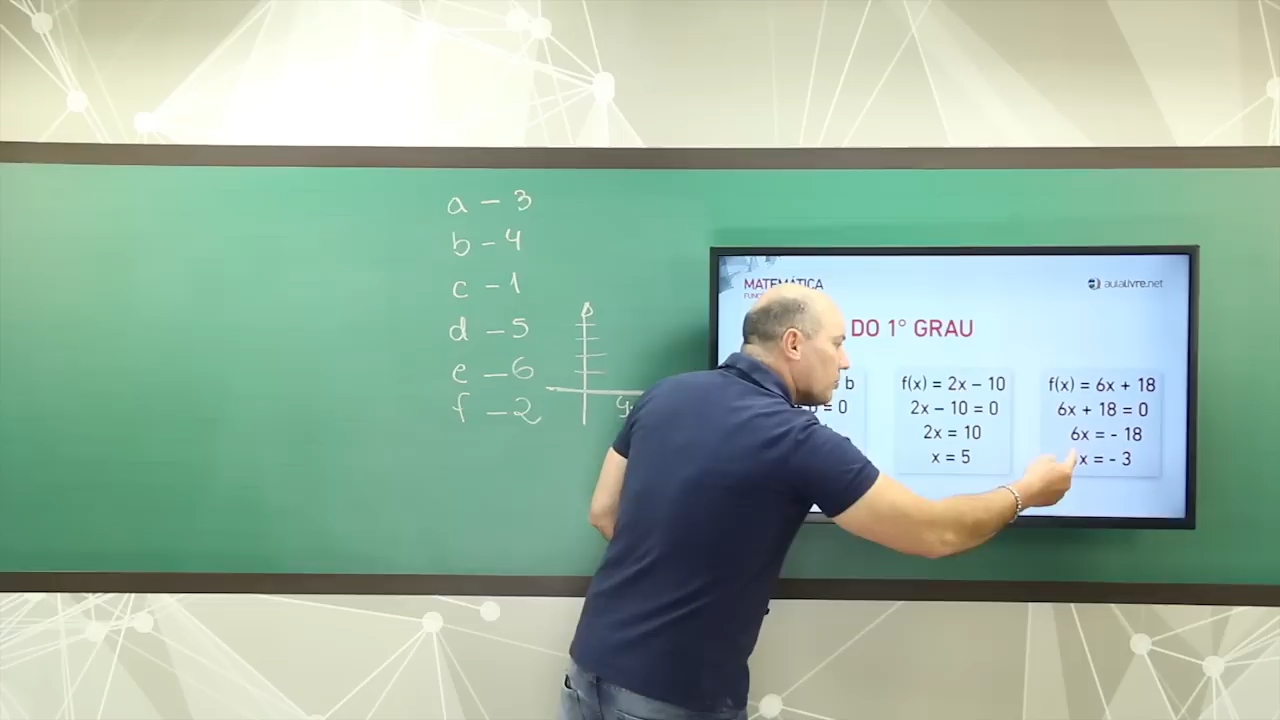 a - 3
b - 4
c - 1
d - 5
e - 6
f - 2
MATEMÁTICA
aulalivre.net
DO 1° GRAU
b
= 0
f(x) = 2x - 10
2x - 10 = 0
2x = 10
x = 5
f(x) = 6x + 18
6x + 18 = 0
6x = - 18
x = - 3